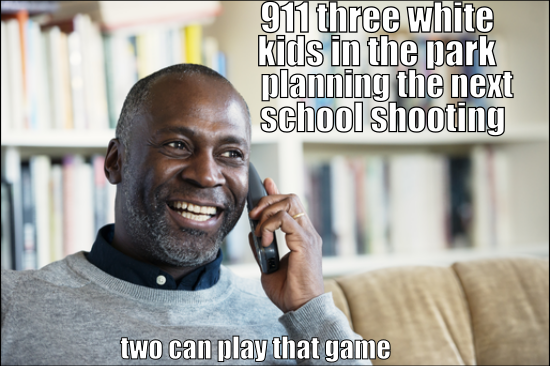 911 three white
kids in the park
planning the next
school shooting
two can play that game